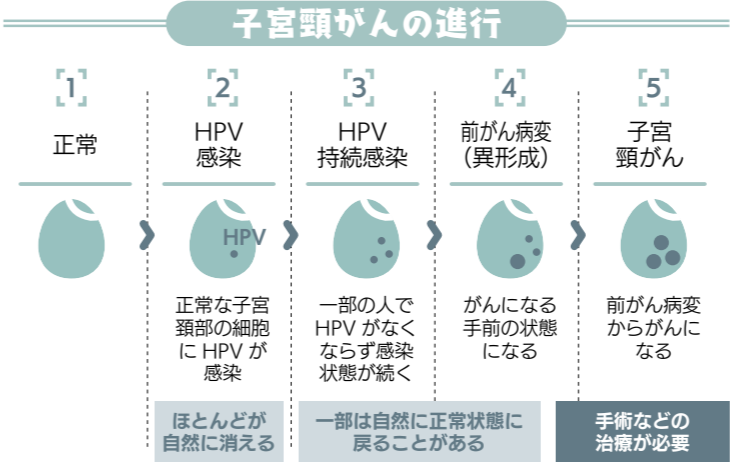 子宮頸がんの進行
1
正常
2
HPV
感染
HPV
正常な子宮
頚部の細胞
に HPV が
感染
ほとんどが
自然に消える
3
HPV
持続感染
一部の人で
HPV がなく
ならず感染
状態が続く
4
前がん病変
（異形成）
がんになる
手前の状態
になる
一部は自然に正常状態に
戻ることがある
5
子宮
頸がん
前がん病変
からがんに
なる
手術などの
治療が必要